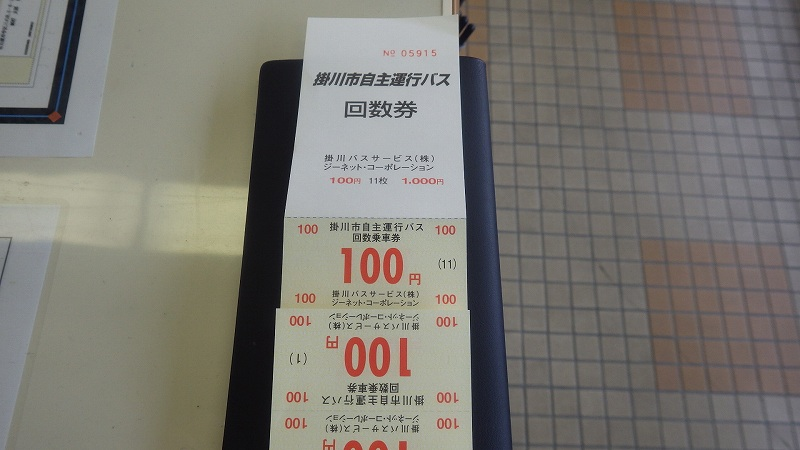 No 05915
掛川市自主運行バス
回数券
掛川バスサービス(株)
ジーネット・コーポレーション
100円 11枚 1.000円
100 掛川市自主運行バス 100
回数乗車券
100円 (11)
100 掛川バスサービス(株) 100
ジーネット・コーポレーション
100 掛川市自主運行バス 100
回数乗車券
100円 (1)
100 掛川バスサービス(株) 100
ジーネット・コーポレーション
100円
100 掛川バスサービス(株) 100
ジーネット・コーポレーション